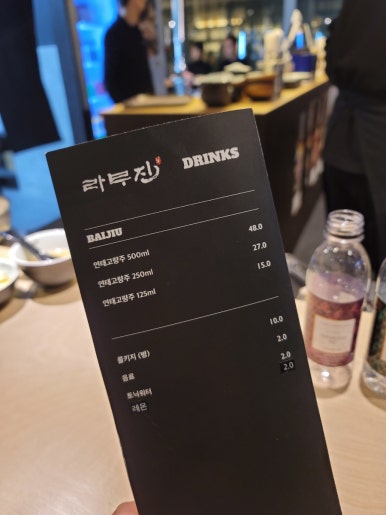 라무진 DRINKS
BAIJIU
연태고량주 500ml 48.0
연태고량주 250ml 27.0
연태고량주 125ml 15.0
콜키지 (병) 10.0
음료 2.0
토닉워터 2.0
레몬 2.0